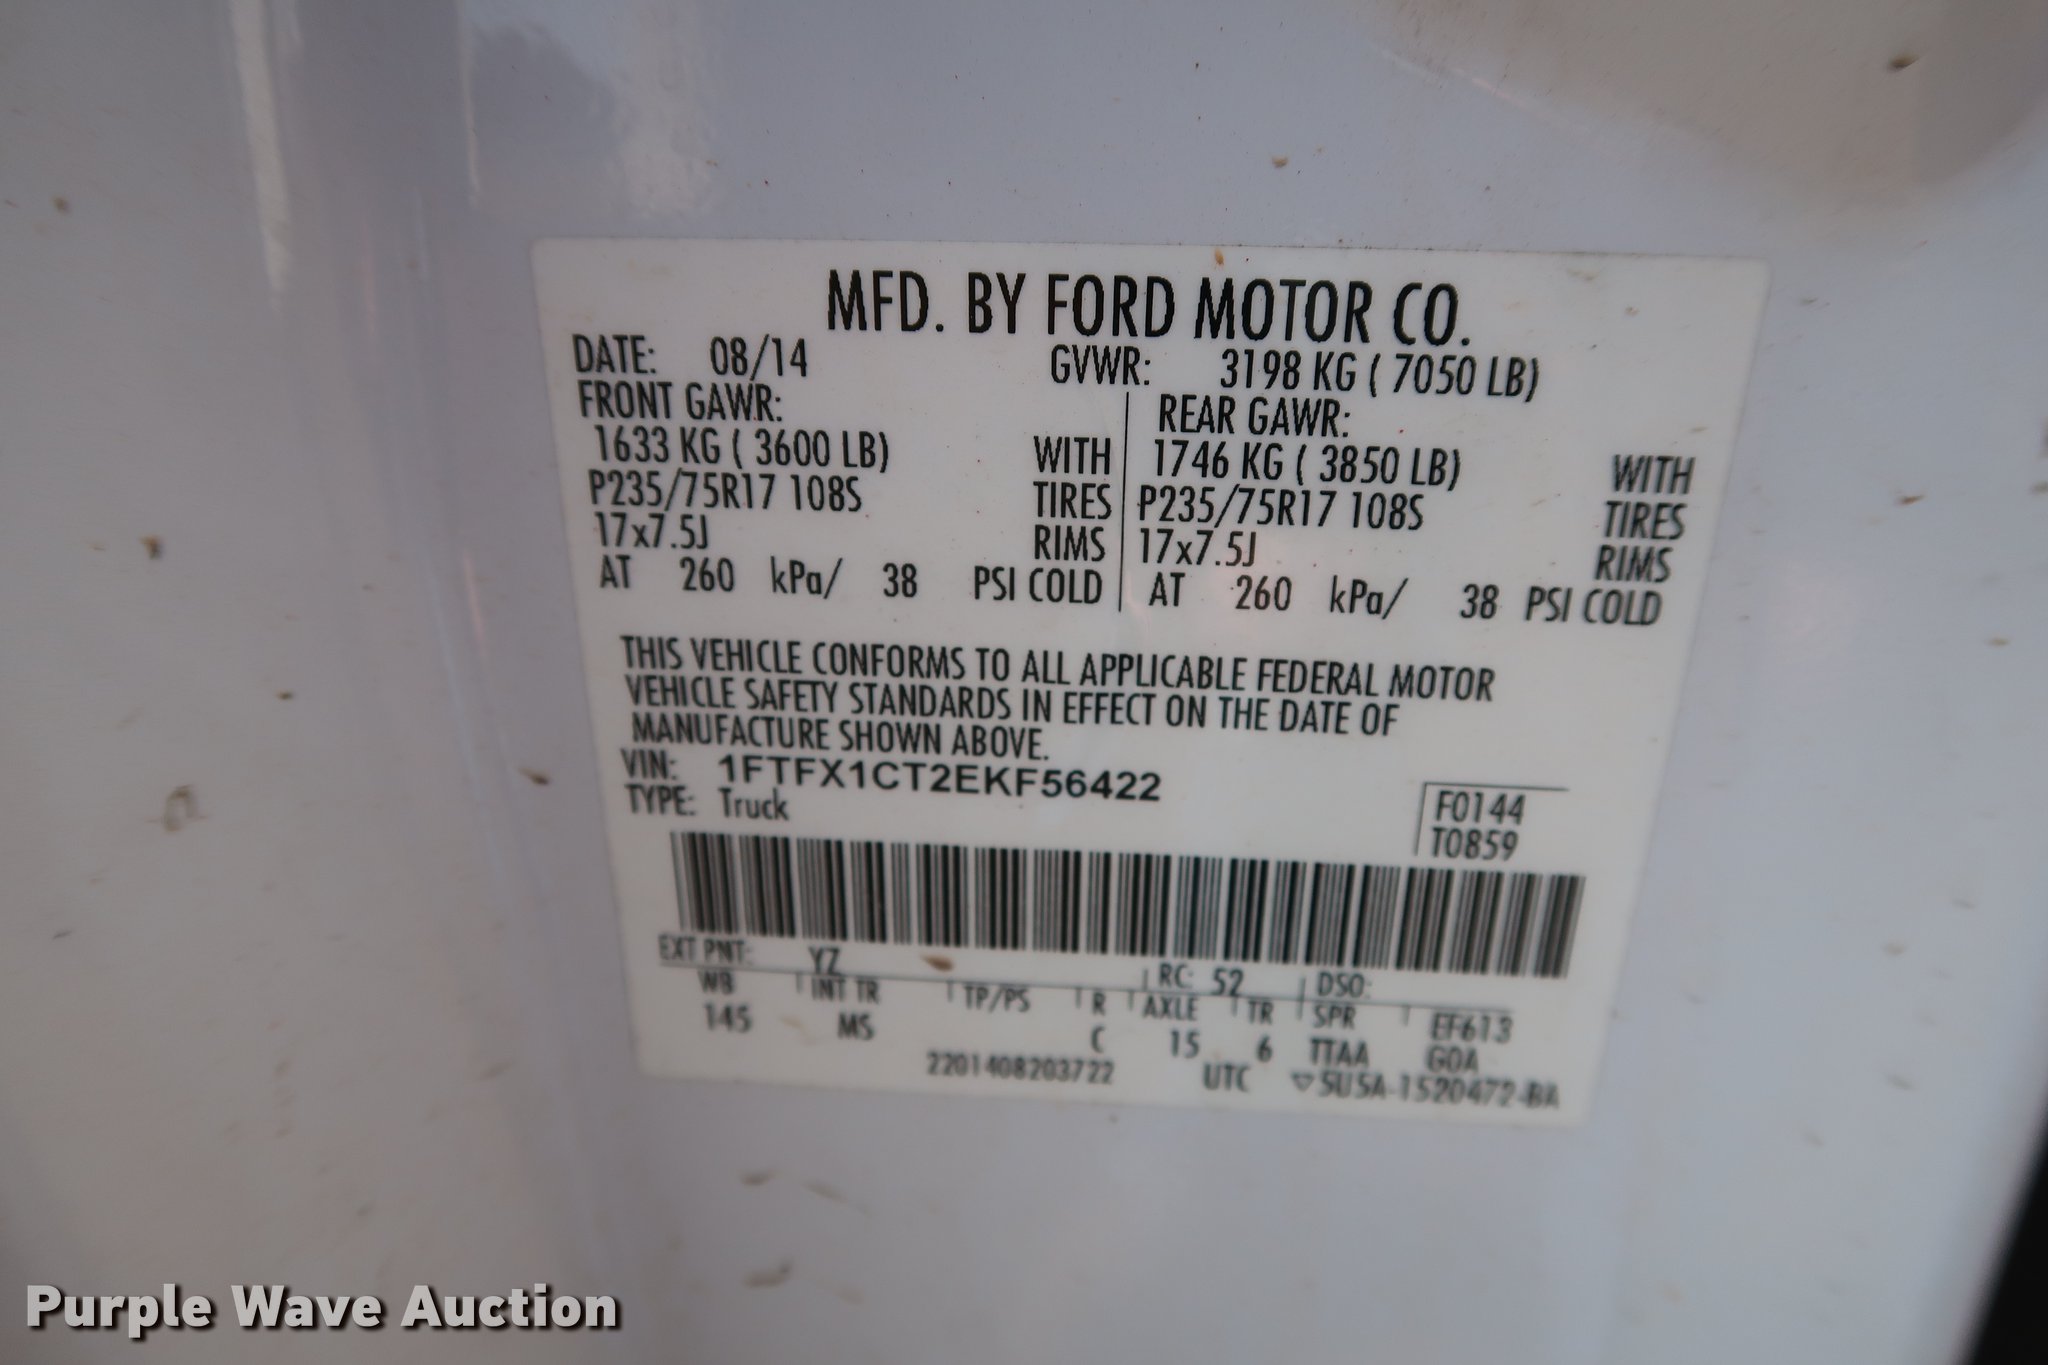 MFD. BY FORD MOTOR CO.
DATE: 08/14 GVWR: 3198 KG ( 7050 LB)
FRONT GAWR: REAR GAWR:
1633 KG ( 3600 LB) WITH 1746 KG ( 3850 LB) WITH
P235/75R17 108S TIRES P235/75R17 108S TIRES
17x7.5J RIMS 17x7.5J RIMS
AT 260 kPa/ 38 PSI COLD AT 260 kPa/ 38 PSI COLD
THIS VEHICLE CONFORMS TO ALL APPLICABLE FEDERAL MOTOR
VEHICLE SAFETY STANDARDS IN EFFECT ON THE DATE OF
MANUFACTURE SHOWN ABOVE.
VIN: 1FTFX1CT2EKF56422
TYPE: Truck F0144
T0859
EXT PNT: YZ RC: 52 DSO:
WB INT TR TP/PS R AXLE TR SPR EF613
145 MS C 15 6 TTAA GOA
2201408203722 UTC ▽5U5A-1520472-BA
Purple Wave Auction